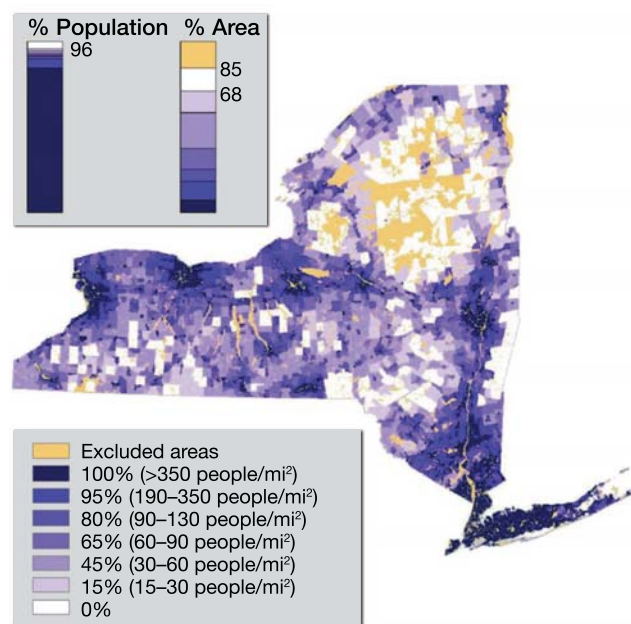 % Population % Area
96
85
68
Excluded areas
100% (>350 people/mi²)
95% (190–350 people/mi²)
80% (90–130 people/mi²)
65% (60–90 people/mi²)
45% (30–60 people/mi²)
15% (15–30 people/mi²)
0%